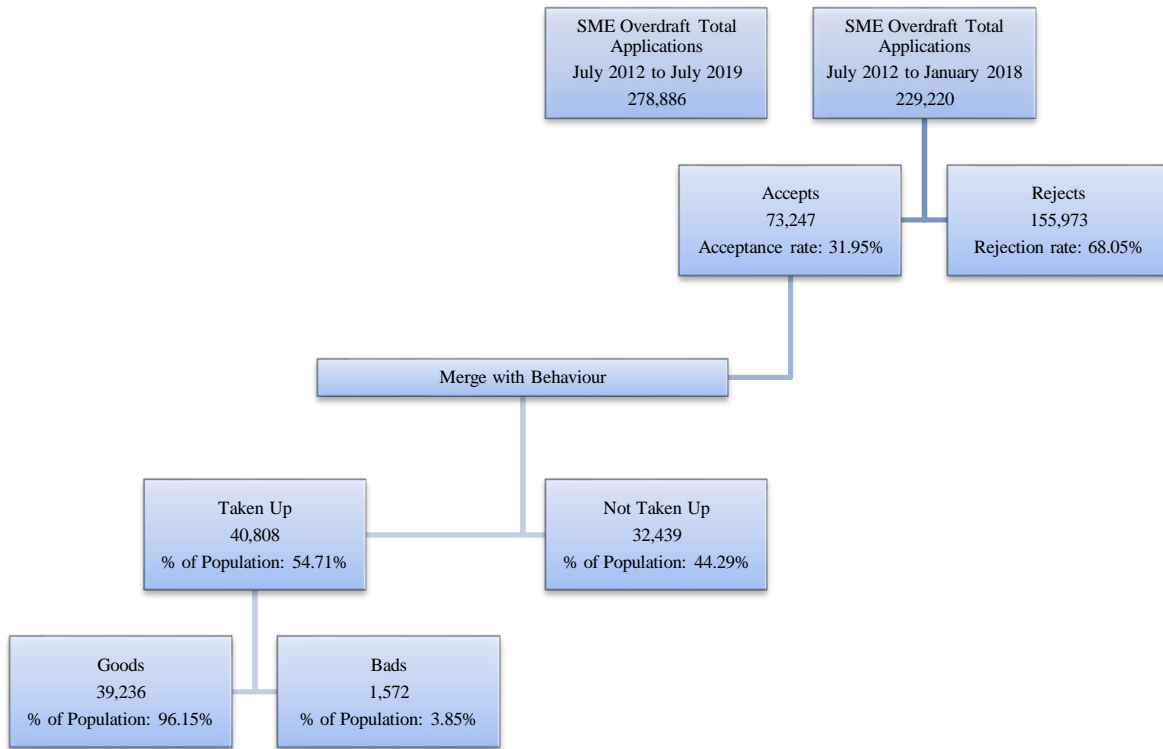 SME Overdraft Total
Applications
July 2012 to July 2019
278,886
SME Overdraft Total
Applications
July 2012 to January 2018
229,220
Accepts
73,247
Acceptance rate: 31.95%
Rejects
155,973
Rejection rate: 68.05%
Merge with Behaviour
Taken Up
40,808
% of Population: 54.71%
Not Taken Up
32,439
% of Population: 44.29%
Goods
39,236
% of Population: 96.15%
Bads
1,572
% of Population: 3.85%